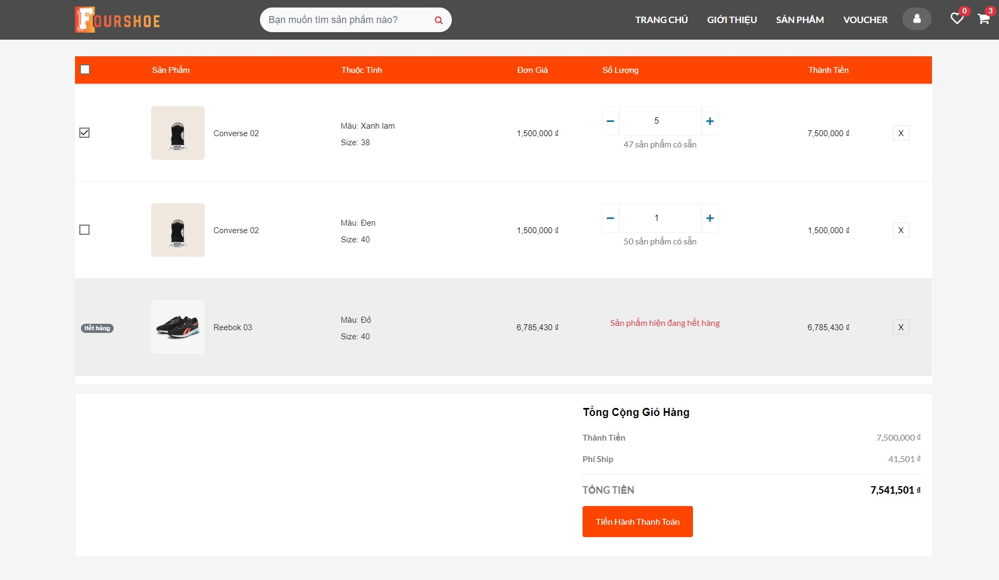 FOURSHOE
Bạn muốn tìm sản phẩm nào?
TRANG CHỦ GIỚI THIỆU SẢN PHẨM VOUCHER 0 3
Sản Phẩm Thuộc Tính Đơn Giá Số Lượng Thành Tiền
Converse 02
Màu: Xanh lam
Size: 38
1,500,000 ₫
5
47 sản phẩm có sẵn
7,500,000 ₫
X
Converse 02
Màu: Đen
Size: 40
1,500,000 ₫
1
50 sản phẩm có sẵn
1,500,000 ₫
X
Hết hàng
Reebok 03
Màu: Đỏ
Size: 40
6,785,430 ₫
Sản phẩm hiện đang hết hàng
6,785,430 ₫
X
Tổng Cộng Giỏ Hàng
Thành Tiền 7,500,000 ₫
Phí Ship 41,501 ₫
TỔNG TIỀN 7,541,501 ₫
Tiến Hành Thanh Toán